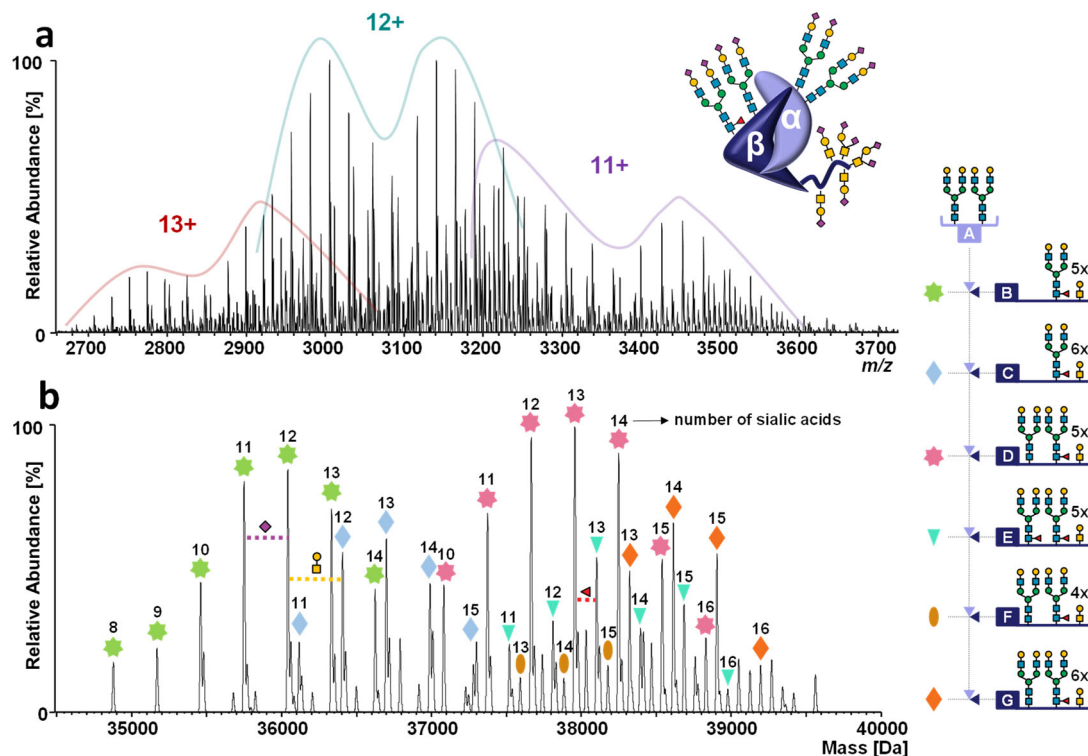 a
12+
100
Relative Abundance [%]
13+
11+
α
β
0
2700 2800 2900 3000 3100 3200 3300 3400 3500 3600 3700
m/z
b
100
Relative Abundance [%]
12 13
14 → number of sialic acids
11 12
13
12 13
10
14
11
9
8
11
14 10
15
11
12
13
14
15
13
12
13
14
15
14
15
15
14
16
16
16
0
35000 36000 37000 38000 39000 40000
Mass [Da]
A
B 5x
C 6x
D 5x
E 5x
F 4x
G 6x